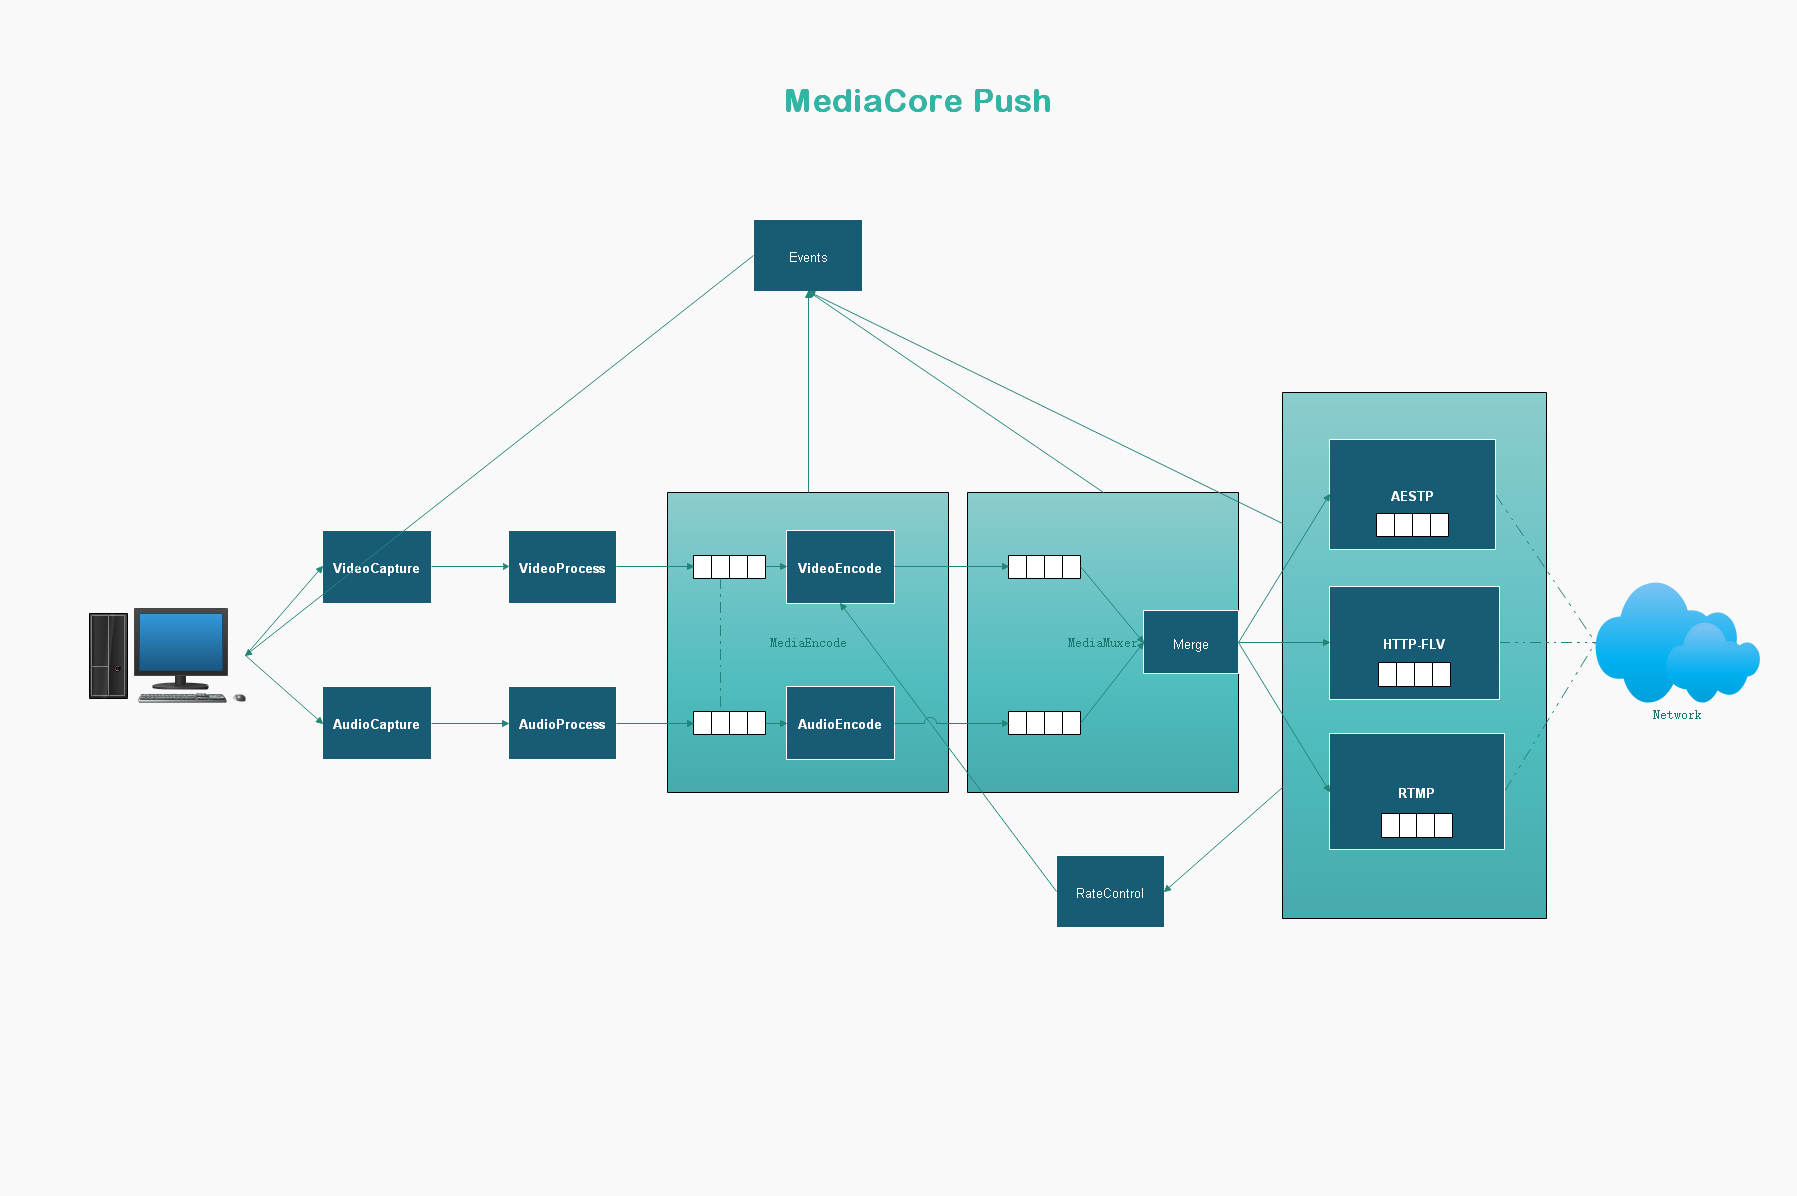 MediaCore Push
Events
AESTP
VideoCapture
VideoProcess
VideoEncode
MediaEncode
MediaMuxer
Merge
HTTP-FLV
Network
AudioCapture
AudioProcess
AudioEncode
RTMP
RateControl